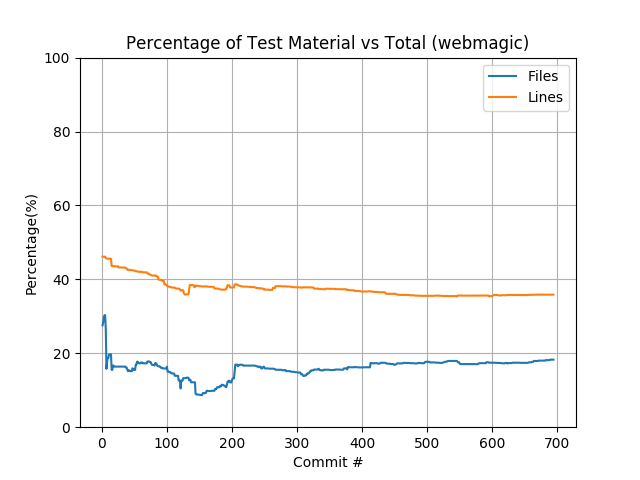 Percentage of Test Material vs Total (webmagic)
100
80
60
40
20
0
Percentage(%)
Files
Lines
0 100 200 300 400 500 600 700
Commit #